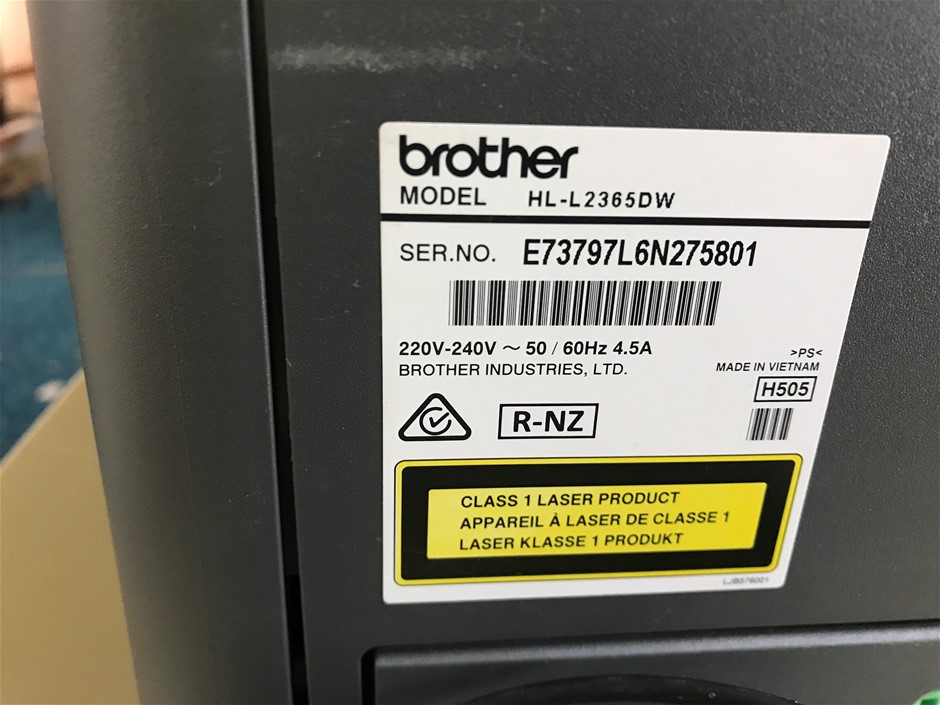 brother
MODEL HL-L2365DW
SER.NO. E73797L6N275801
220V-240V ~ 50 / 60Hz 4.5A
BROTHER INDUSTRIES, LTD.
>PS<
MADE IN VIETNAM
H505
R-NZ
CLASS 1 LASER PRODUCT
APPAREIL À LASER DE CLASSE 1
LASER KLASSE 1 PRODUKT
LJB576001